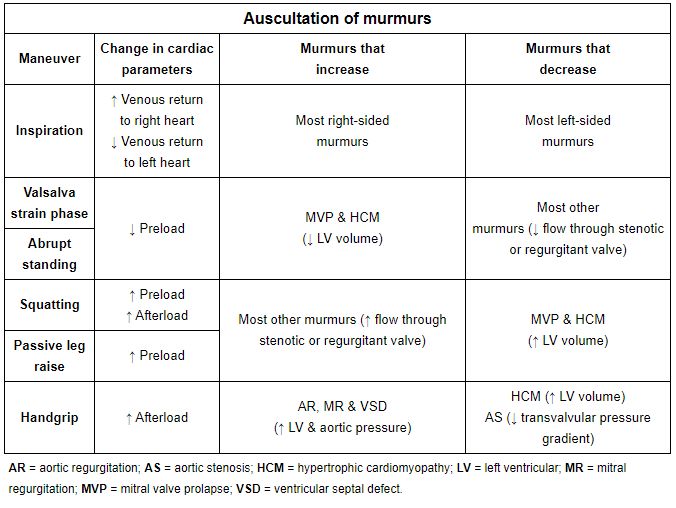 Auscultation of murmurs
Maneuver
Change in cardiac
parameters
Murmurs that
increase
Murmurs that
decrease
Inspiration
↑ Venous return
to right heart
↓ Venous return
to left heart
Most right-sided
murmurs
Most left-sided
murmurs
Valsalva
strain phase
Abrupt
standing
↓ Preload
MVP & HCM
(↓ LV volume)
Most other
murmurs (↓ flow through stenotic
or regurgitant valve)
Squatting
↑ Preload
↑ Afterload
Passive leg
raise
↑ Preload
Most other murmurs (↑ flow through
stenotic or regurgitant valve)
MVP & HCM
(↑ LV volume)
Handgrip
↑ Afterload
AR, MR & VSD
(↑ LV & aortic pressure)
HCM (↑ LV volume)
AS (↓ transvalvular pressure
gradient)
AR = aortic regurgitation; AS = aortic stenosis; HCM = hypertrophic cardiomyopathy; LV = left ventricular; MR = mitral
regurgitation; MVP = mitral valve prolapse; VSD = ventricular septal defect.